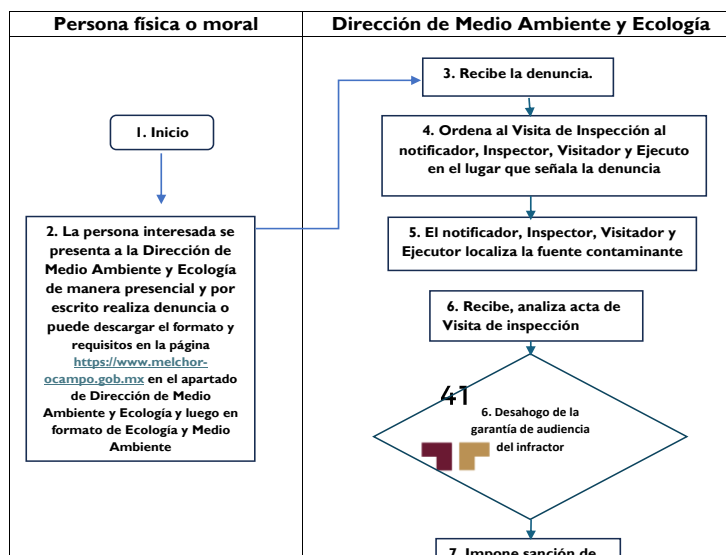 Persona física o moral
Dirección de Medio Ambiente y Ecología
1. Inicio
2. La persona interesada se
presenta a la Dirección de
Medio Ambiente y Ecología
de manera presencial y por
escrito realiza denuncia o
puede descargar el formato y
requisitos en la página
https://www.melchor-
ocampo.gob.mx en el apartado
de Dirección de Medio
Ambiente y Ecología y luego en
formato de Ecología y Medio
Ambiente
3. Recibe la denuncia.
4. Ordena al Visita de Inspección al
notificador, Inspector, Visitador y Ejecuto
en el lugar que señala la denuncia
5. El notificador, Inspector, Visitador y
Ejecutor localiza la fuente contaminante
6. Recibe, analiza acta de
Visita de inspección
41
6. Desahogo de la
garantía de audiencia
del infractor
7. Impone sanción de